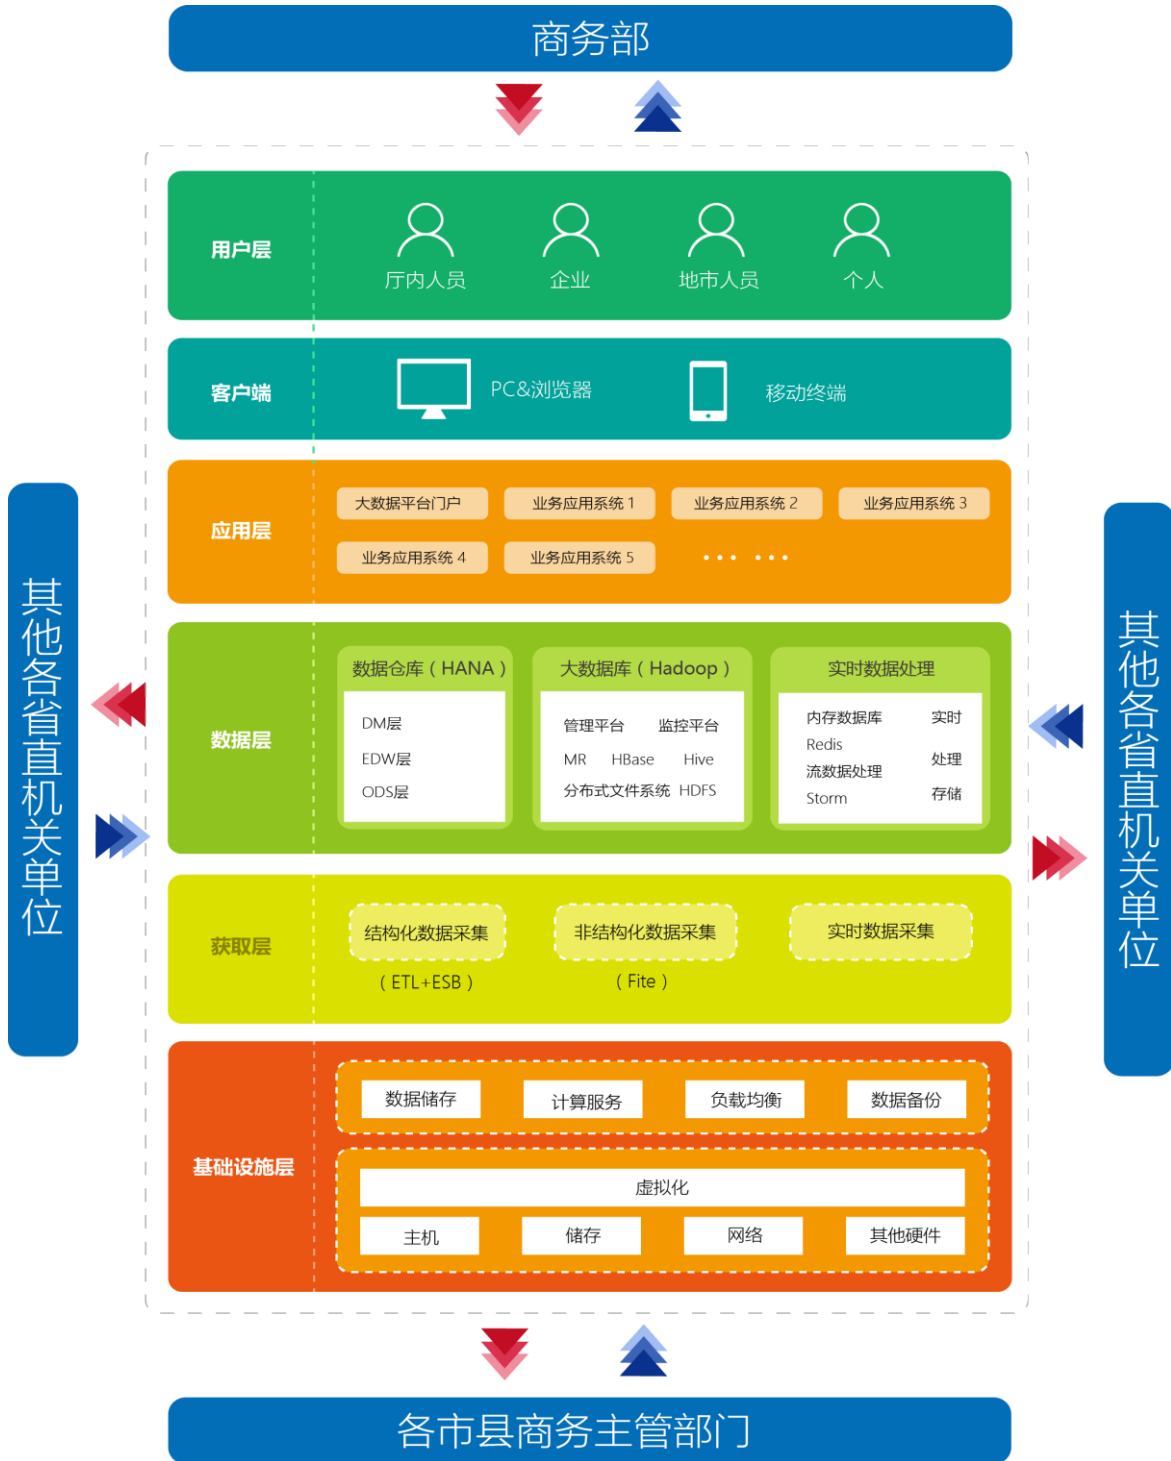 商务部
用户层
厅内人员
企业
地市人员
个人
客户端
PC&浏览器
移动终端
应用层
大数据平台门户
业务应用系统 1
业务应用系统 2
业务应用系统 3
业务应用系统 4
业务应用系统 5
··· ···
其他各省直机关单位
其他各省直机关单位
数据层
数据仓库（HANA）
DM层
EDW层
ODS层
大数据库（Hadoop）
管理平台 监控平台
MR HBase Hive
分布式文件系统 HDFS
实时数据处理
内存数据库
Redis
流数据处理
Storm
实时
处理
存储
获取层
结构化数据采集
（ETL+ESB）
非结构化数据采集
（Fite）
实时数据采集
基础设施层
数据储存
计算服务
负载均衡
数据备份
虚拟化
主机
储存
网络
其他硬件
各市县商务主管部门